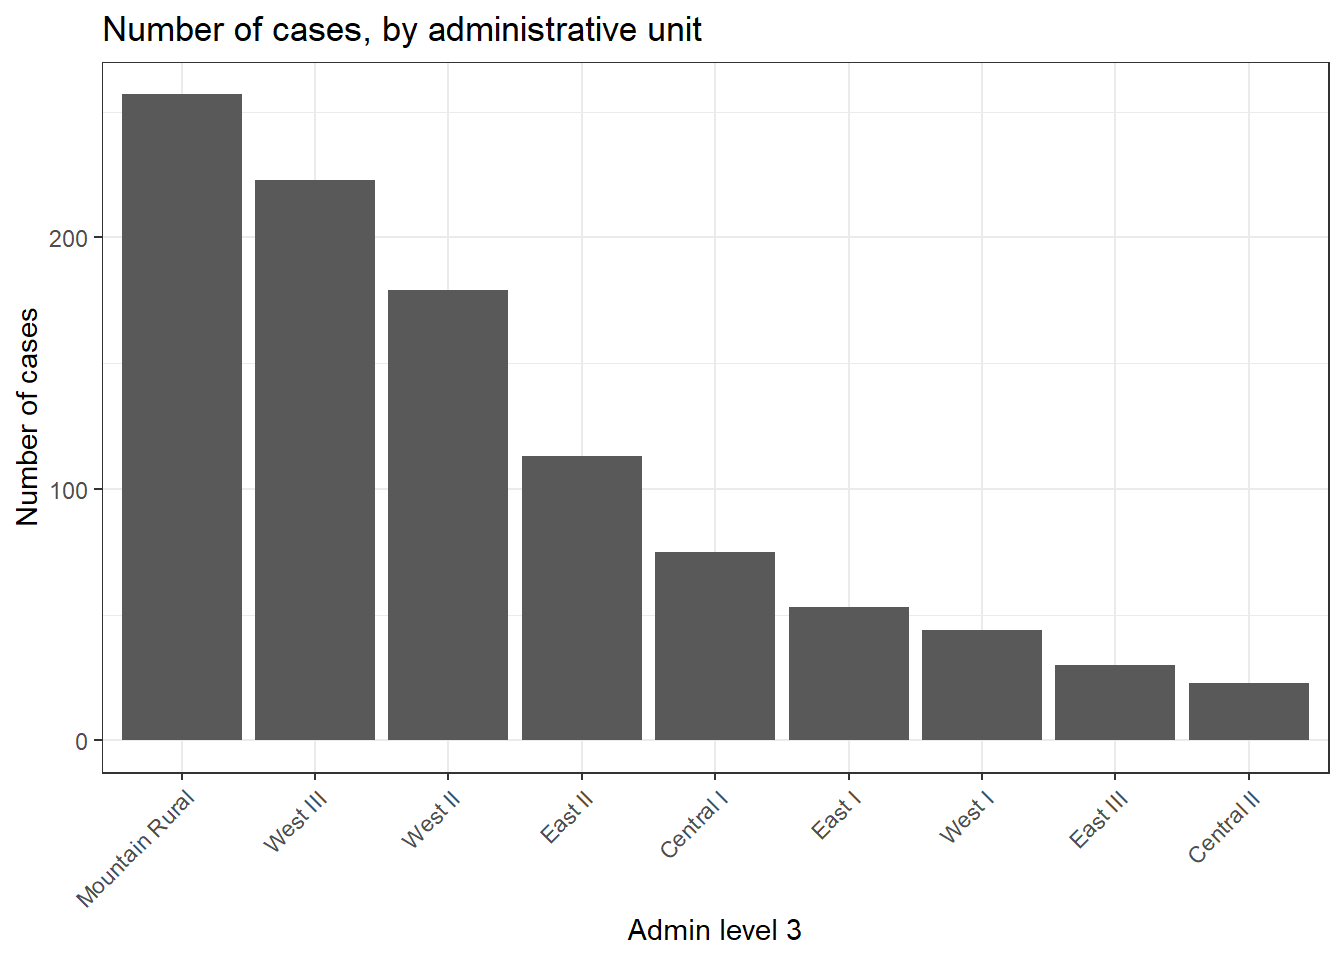 Number of cases, by administrative unit
Number of cases
200
100
0
Mountain Rural
West III
West II
East II
Central I
East I
West I
East III
Central II
Admin level 3